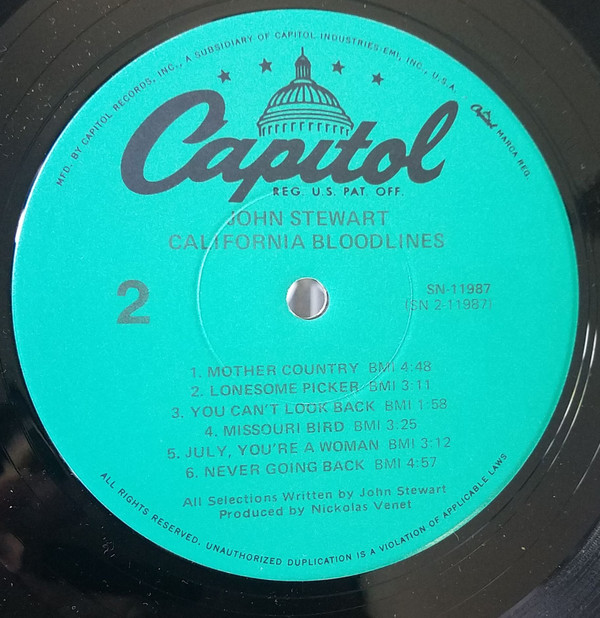 MFD. BY CAPITOL RECORDS, INC., A SUBSIDIARY OF CAPITOL INDUSTRIES-EMI, INC., U.S.A.
Capitol MARCA REG.
Capitol
REG. U.S. PAT. OFF.
JOHN STEWART
CALIFORNIA BLOODLINES
2
SN-11987
(SN 2-11987)
1. MOTHER COUNTRY BMI 4:48
2. LONESOME PICKER BMI 3:11
3. YOU CAN'T LOOK BACK BMI 1:58
4. MISSOURI BIRD BMI 3:25
5. JULY, YOU'RE A WOMAN BMI 3:12
6. NEVER GOING BACK BMI 4:57
All Selections Written by John Stewart
Produced by Nickolas Venet
ALL RIGHTS RESERVED. UNAUTHORIZED DUPLICATION IS A VIOLATION OF APPLICABLE LAWS